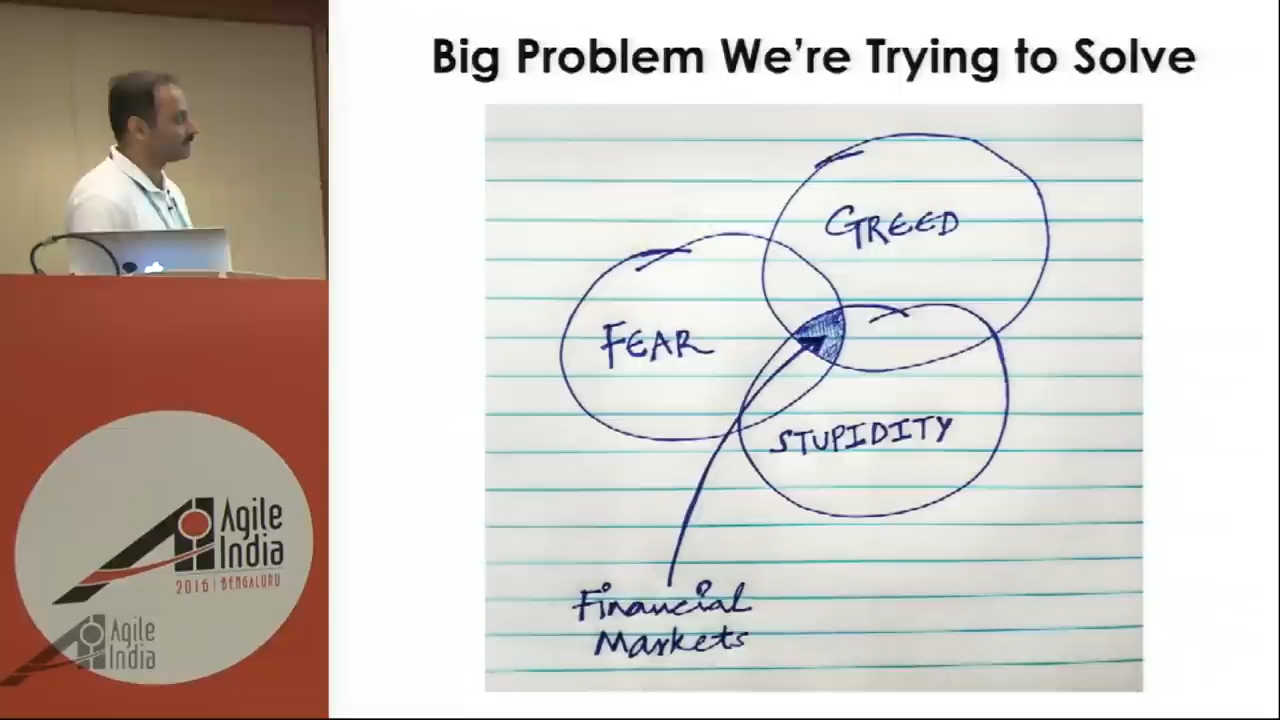 Big Problem We're Trying to Solve
GREED
FEAR
STUPIDITY
Financial
Markets
Agile
India
2016 | BENGALURU
Agile
India